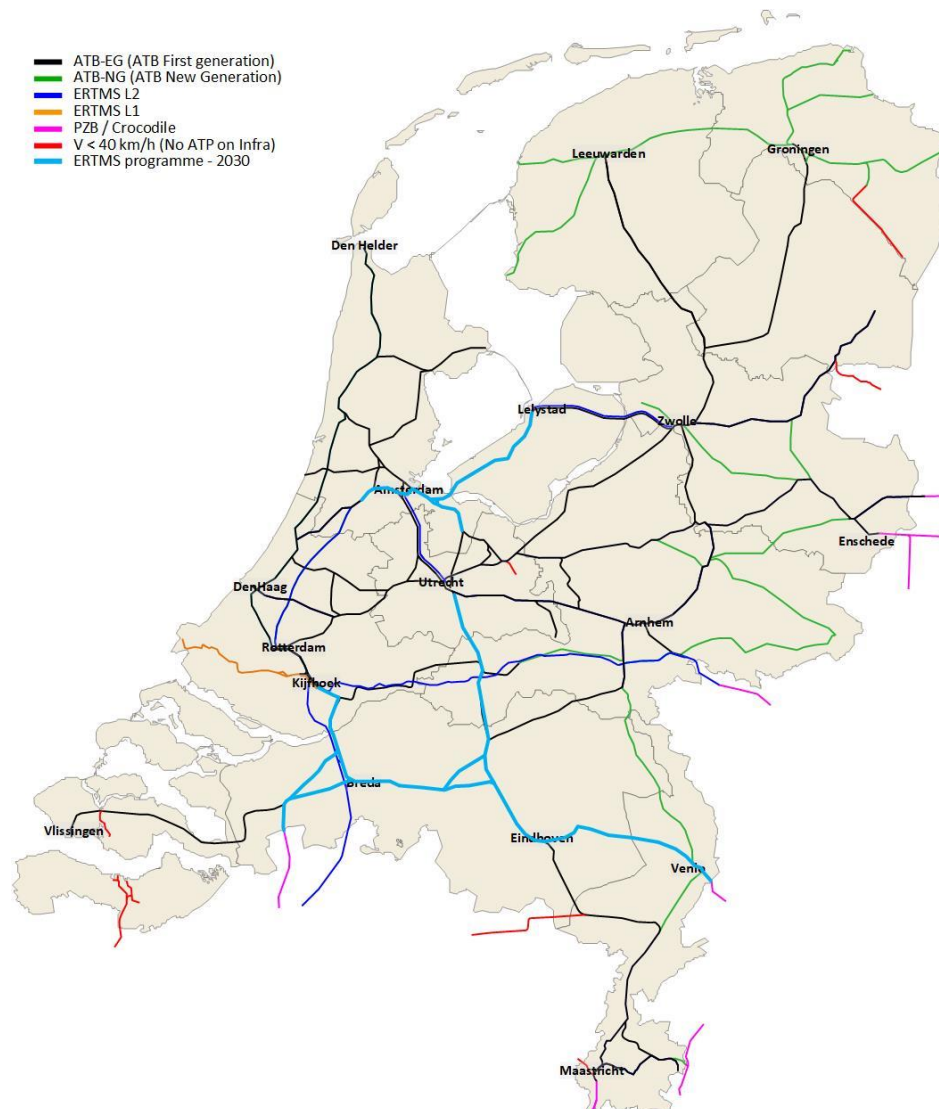 ATB-EG (ATB First generation)
ATB-NG (ATB New Generation)
ERTMS L2
ERTMS L1
PZB / Crocodile
V < 40 km/h (No ATP on Infra)
ERTMS programme - 2030
Leeuwarden
Groningen
Den Helder
Lelystad
Zwolle
Amsterdam
Enschede
Utrecht
DenHaag
Arnhem
Rotterdam
Kijfhoek
Breda
Vlissingen
Eindhoven
Venlo
Maastricht